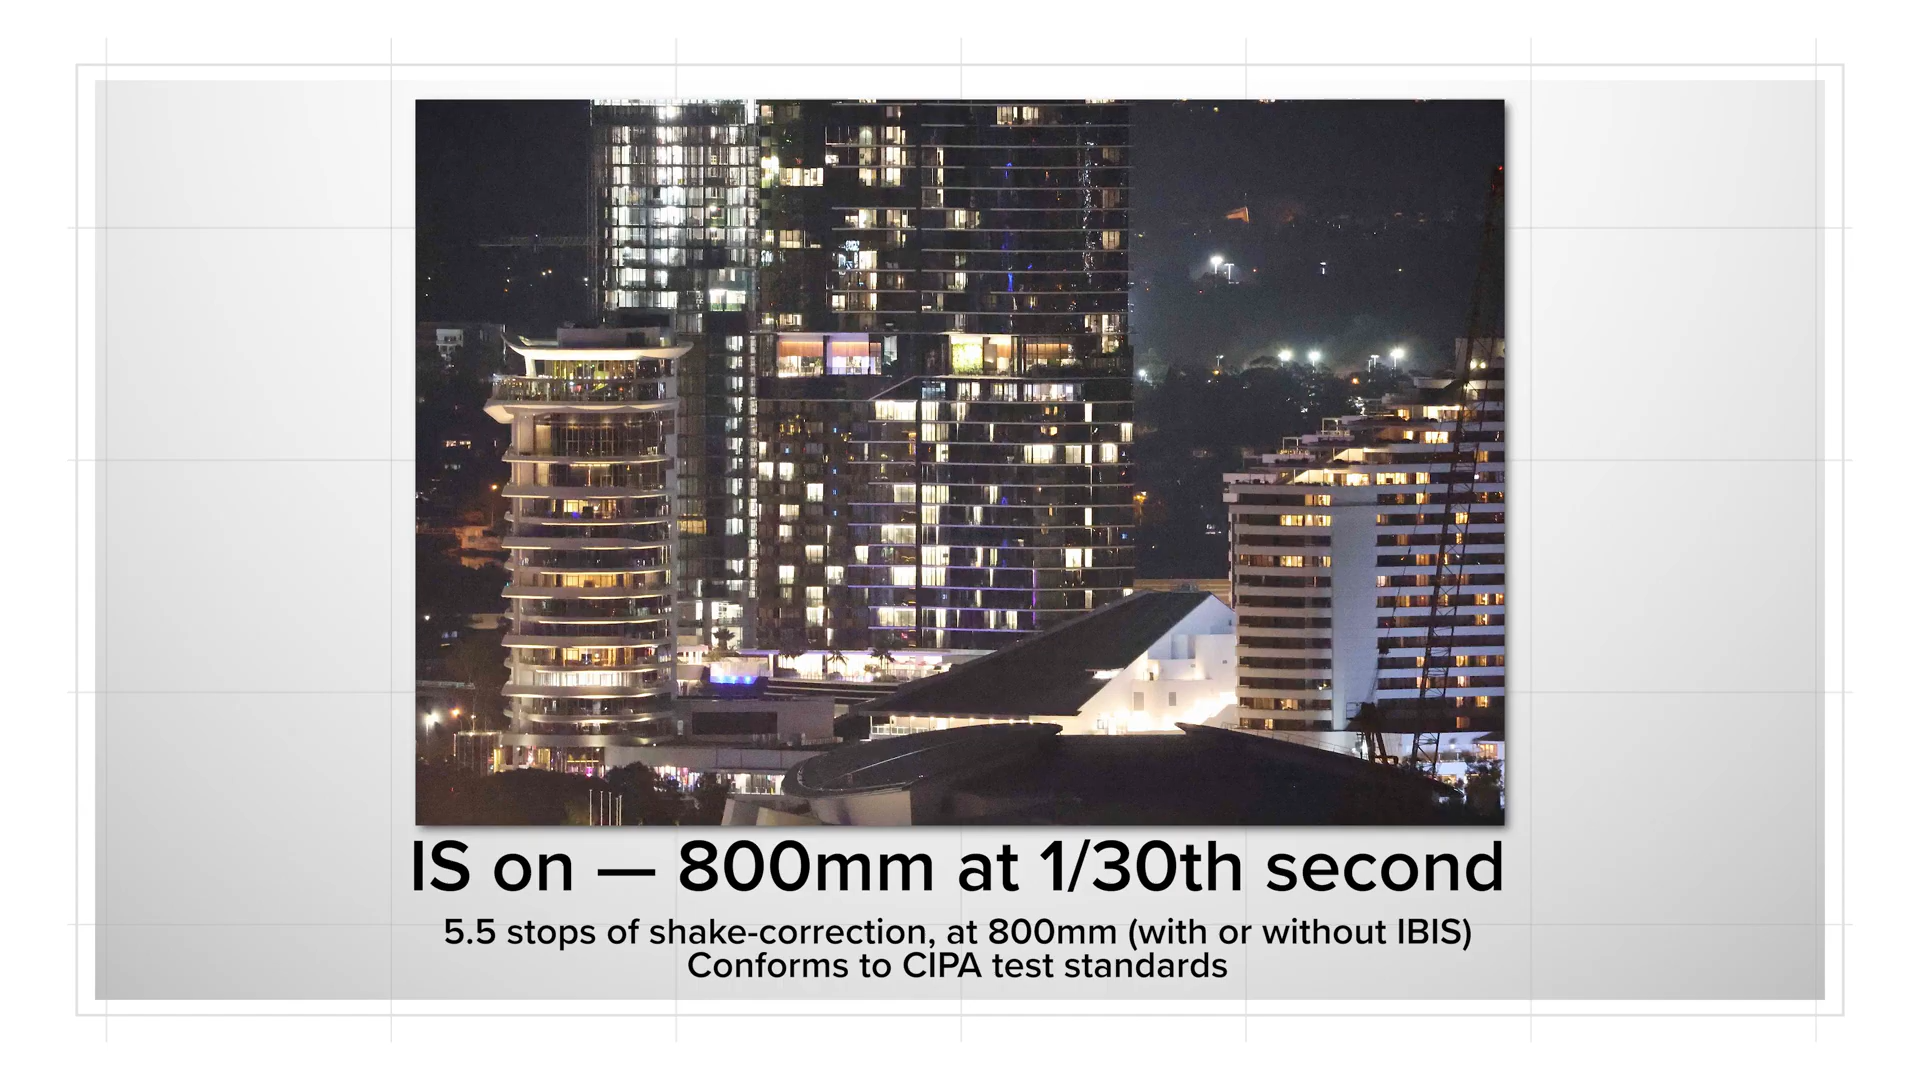 IS on — 800mm at 1/30th second
5.5 stops of shake-correction, at 800mm (with or without IBIS)
Conforms to CIPA test standards